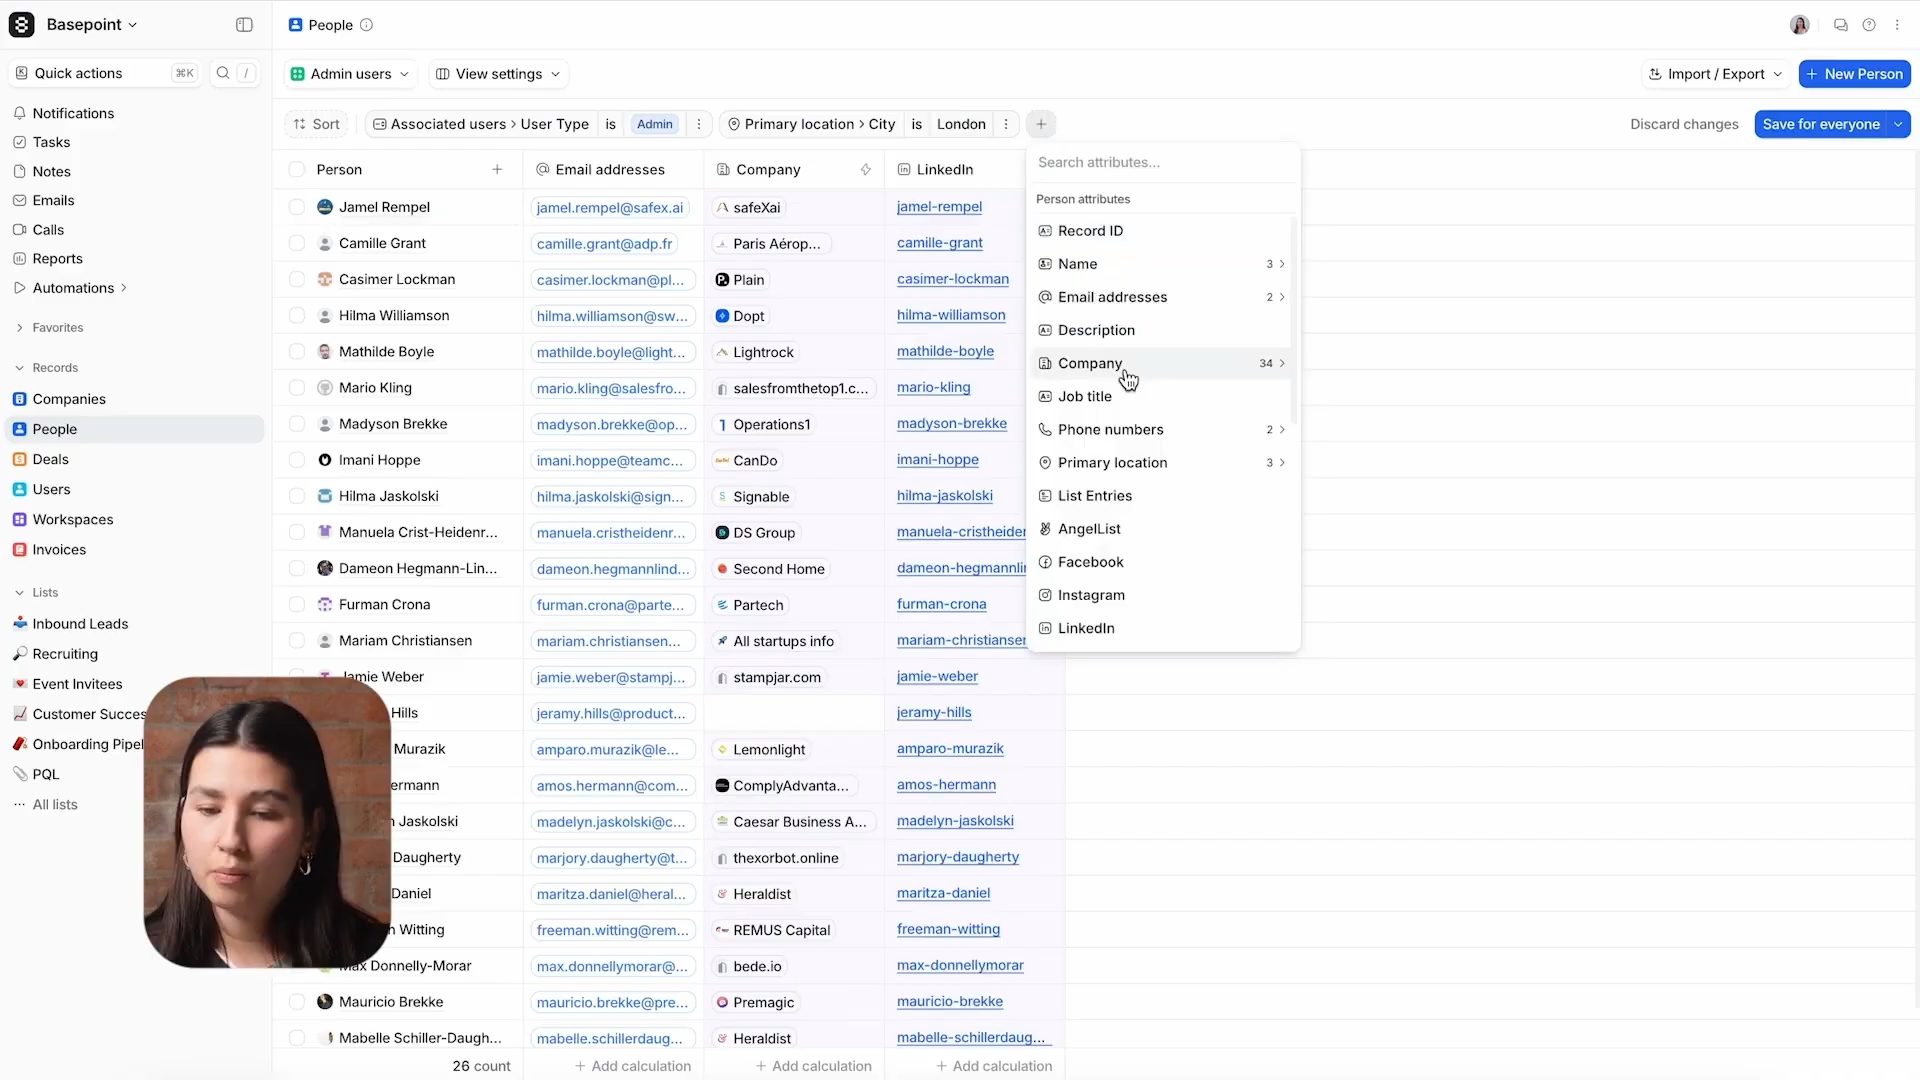 Basepoint
People
Quick actions ⌘K /
Admin users
View settings
Import / Export
+ New Person
Notifications
Tasks
Notes
Emails
Calls
Reports
Automations
Favorites
Records
Companies
People
Deals
Users
Workspaces
Invoices
Lists
Inbound Leads
Recruiting
Event Invitees
Customer Succes
Onboarding Pipel
PQL
All lists
Sort
Associated users > User Type is Admin
Primary location > City is London
Discard changes
Save for everyone
Person Email addresses Company LinkedIn
Jamel Rempel jamel.rempel@safex.ai safeXai jamel-rempel
Camille Grant camille.grant@adp.fr Paris Aérop... camille-grant
Casimer Lockman casimer.lockman@pl... Plain casimer-lockman
Hilma Williamson hilma.williamson@sw... Dopt hilma-williamson
Mathilde Boyle mathilde.boyle@light... Lightrock mathilde-boyle
Mario Kling mario.kling@salesfro... salesfromthetop1.c... mario-kling
Madyson Brekke madyson.brekke@op... Operations1 madyson-brekke
Imani Hoppe imani.hoppe@teamc... CanDo imani-hoppe
Hilma Jaskolski hilma.jaskolski@sign... Signable hilma-jaskolski
Manuela Crist-Heidenr... manuela.cristheidenr... DS Group manuela-cristheider
Dameon Hegmann-Lin... dameon.hegmannlind... Second Home dameon-hegmannlir
Furman Crona furman.crona@parte... Partech furman-crona
Mariam Christiansen mariam.christiansen... All startups info mariam-christianser
Jamie Weber jamie.weber@stampj... stampjar.com jamie-weber
Hills jeramy.hills@product... jeramy-hills
Murazik amparo.murazik@le... Lemonlight amparo-murazik
ermann amos.hermann@com... ComplyAdvanta... amos-hermann
Jaskolski madelyn.jaskolski@c... Caesar Business A... madelyn-jaskolski
Daugherty marjory.daugherty@t... thexorbot.online marjory-daugherty
Daniel maritza.daniel@heral... Heraldist maritza-daniel
Witting freeman.witting@rem... REMUS Capital freeman-witting
Max Donnelly-Morar max.donnellymorar@... bede.io max-donnellymorar
Mauricio Brekke mauricio.brekke@pre... Premagic mauricio-brekke
Mabelle Schiller-Daugh... mabelle.schillerdaug... Heraldist mabelle-schillerdaug...
26 count + Add calculation + Add calculation + Add calculation
Search attributes...
Person attributes
Record ID
Name 3
Email addresses 2
Description
Company 34
Job title
Phone numbers 2
Primary location 3
List Entries
AngelList
Facebook
Instagram
LinkedIn